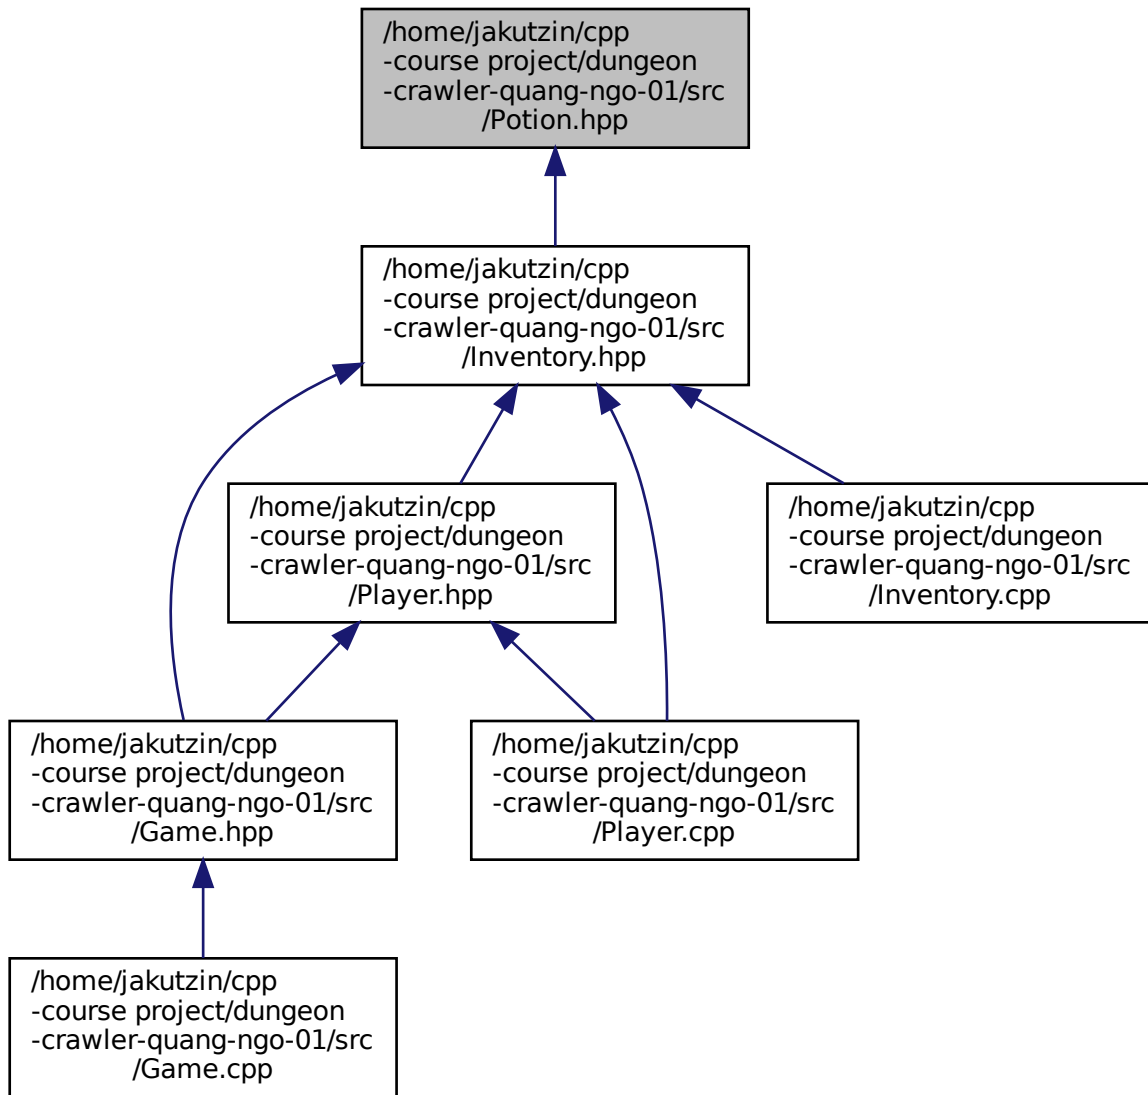 /home/jakutzin/cpp
-course project/dungeon
-crawler-quang-ngo-01/src
/Potion.hpp
/home/jakutzin/cpp
-course project/dungeon
-crawler-quang-ngo-01/src
/Inventory.hpp
/home/jakutzin/cpp
-course project/dungeon
-crawler-quang-ngo-01/src
/Player.hpp
/home/jakutzin/cpp
-course project/dungeon
-crawler-quang-ngo-01/src
/Inventory.cpp
/home/jakutzin/cpp
-course project/dungeon
-crawler-quang-ngo-01/src
/Game.hpp
/home/jakutzin/cpp
-course project/dungeon
-crawler-quang-ngo-01/src
/Player.cpp
/home/jakutzin/cpp
-course project/dungeon
-crawler-quang-ngo-01/src
/Game.cpp